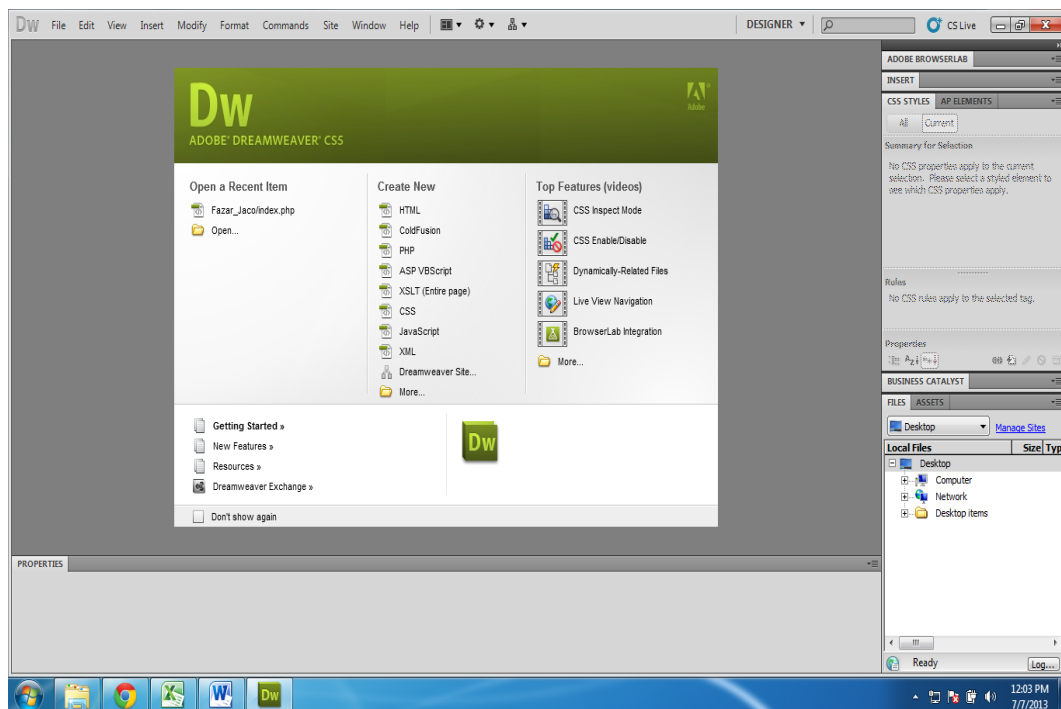 Dw File Edit View Insert Modify Format Commands Site Window Help DESIGNER CS Live
Dw
ADOBE® DREAMWEAVER® CS5
Adobe
Open a Recent Item
Fazar_Jaco/index.php
Open...
Create New
HTML
ColdFusion
PHP
ASP VBScript
XSLT (Entire page)
CSS
JavaScript
XML
Dreamweaver Site...
More...
Top Features (videos)
CSS Inspect Mode
CSS Enable/Disable
Dynamically-Related Files
Live View Navigation
BrowserLab Integration
More...
Getting Started »
New Features »
Resources »
Dreamweaver Exchange »
Dw
Don't show again
PROPERTIES
ADOBE BROWSERLAB
INSERT
CSS STYLES AP ELEMENTS
All Current
Summary for Selection
No CSS properties apply to the current
selection. Please select a styled element to
see which CSS properties apply.
Rules
No CSS rules apply to the selected tag.
Properties
BUSINESS CATALYST
FILES ASSETS
Desktop Manage Sites
Local Files Size Typ
Desktop
Computer
Network
Desktop items
Ready Log...
Dw
12:03 PM
7/7/2013